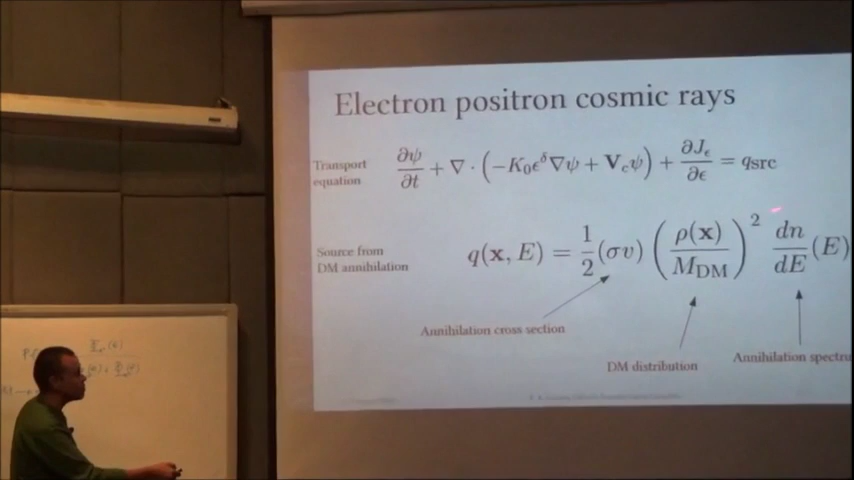 Electron positron cosmic rays
Transport
equation
∂ψ/∂t + ∇ · (−K₀ε^δ∇ψ + V_cψ) + ∂J_ε/∂ε = q_src
Source from
DM annihilation
q(x, E) = 1/2 (σv) (ρ(x)/M_DM)² dn/dE (E)
Annihilation cross section
DM distribution
Annihilation spectru